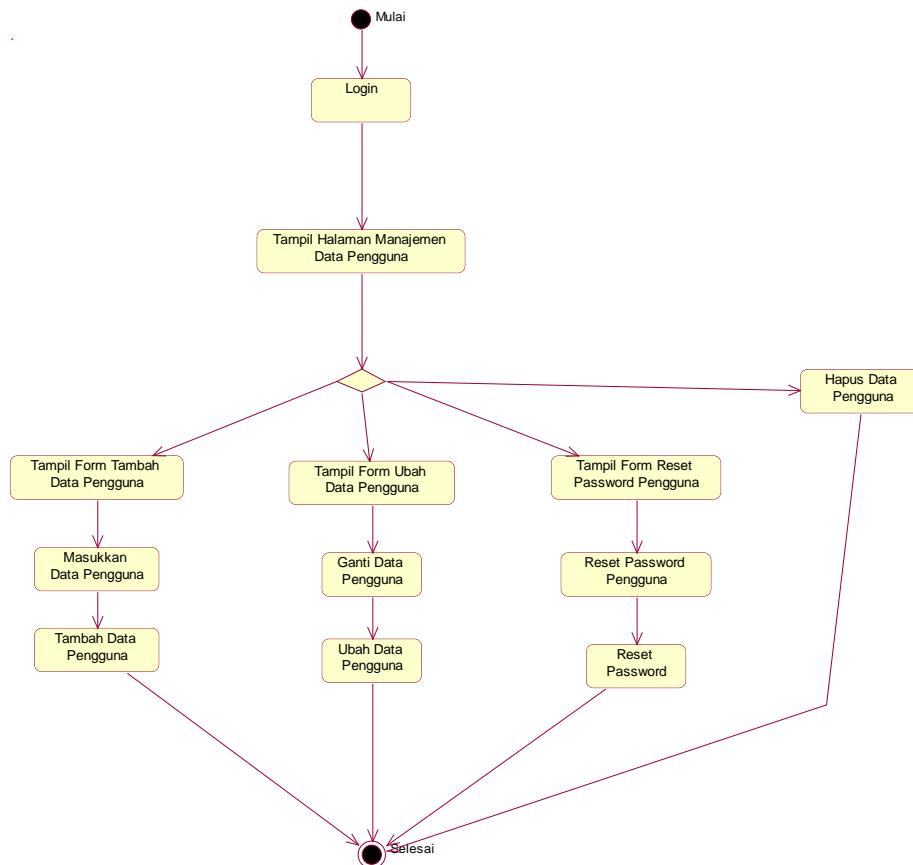 Mulai
Login
Tampil Halaman Manajemen
Data Pengguna
Hapus Data
Pengguna
Tampil Form Tambah
Data Pengguna
Tampil Form Ubah
Data Pengguna
Tampil Form Reset
Password Pengguna
Masukkan
Data Pengguna
Ganti Data
Pengguna
Reset Password
Pengguna
Tambah Data
Pengguna
Ubah Data
Pengguna
Reset
Password
Selesai